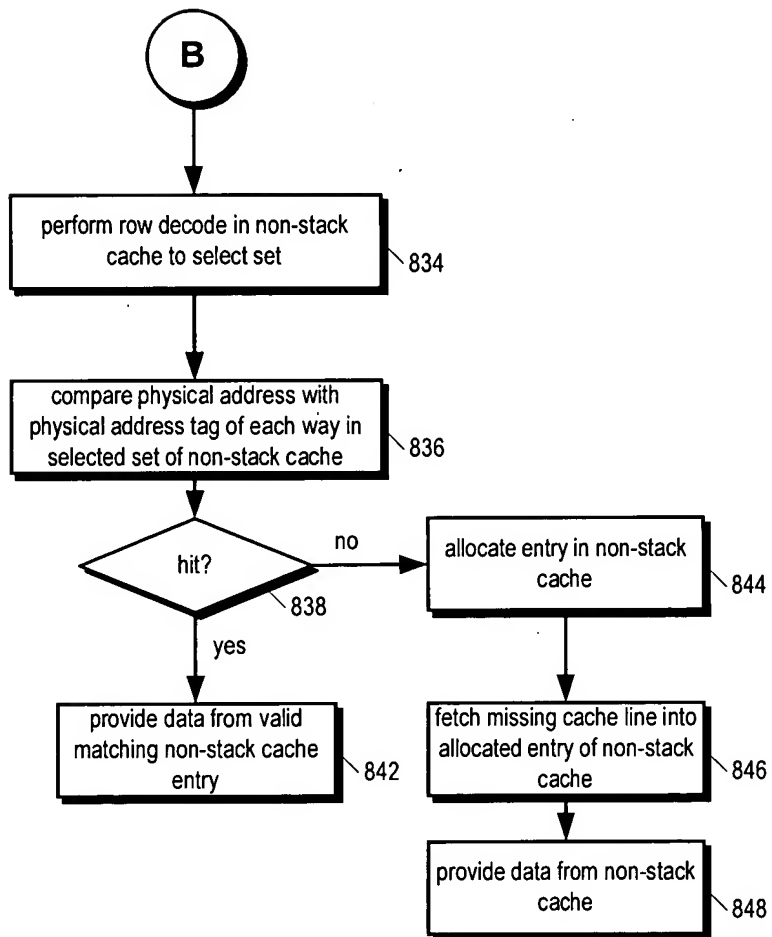 B
perform row decode in non-stack
cache to select set
834
compare physical address with
physical address tag of each way in
selected set of non-stack cache
836
hit?
838
no
yes
allocate entry in non-stack
cache
844
provide data from valid
matching non-stack cache
entry
842
fetch missing cache line into
allocated entry of non-stack
cache
846
provide data from non-stack
cache
848